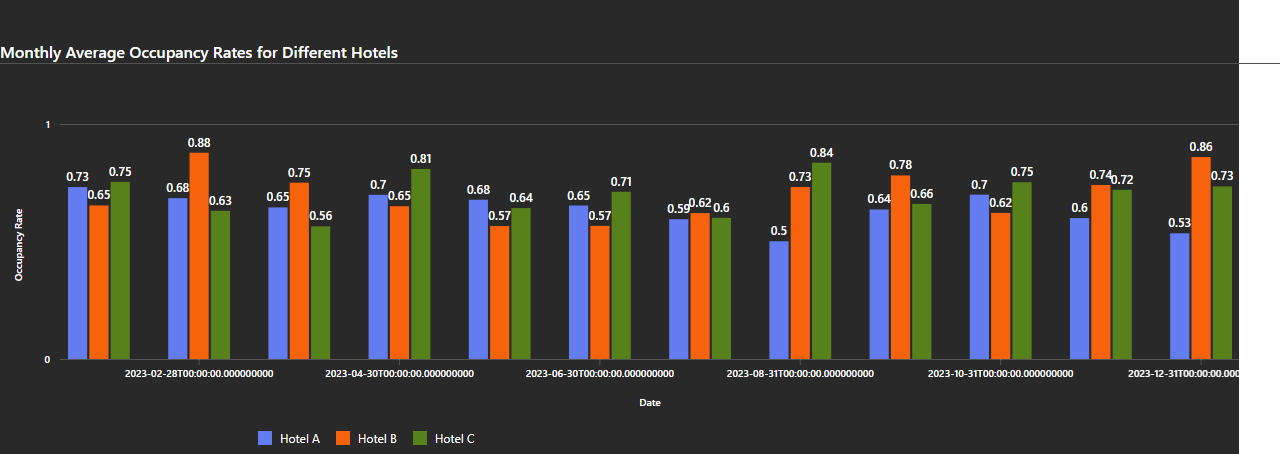 Monthly Average Occupancy Rates for Different Hotels
1
0.73 0.65 0.75 0.68 0.88 0.63 0.65 0.75 0.56 0.7 0.65 0.81 0.68 0.57 0.64 0.65 0.57 0.71 0.59 0.62 0.6 0.5 0.73 0.84 0.64 0.78 0.66 0.7 0.62 0.75 0.6 0.74 0.72 0.53 0.86 0.73
Occupancy Rate
0
2023-02-28T00:00:00.000000000 2023-04-30T00:00:00.000000000 2023-06-30T00:00:00.000000000 2023-08-31T00:00:00.000000000 2023-10-31T00:00:00.000000000 2023-12-31T00:00:00.000
Date
Hotel A Hotel B Hotel C